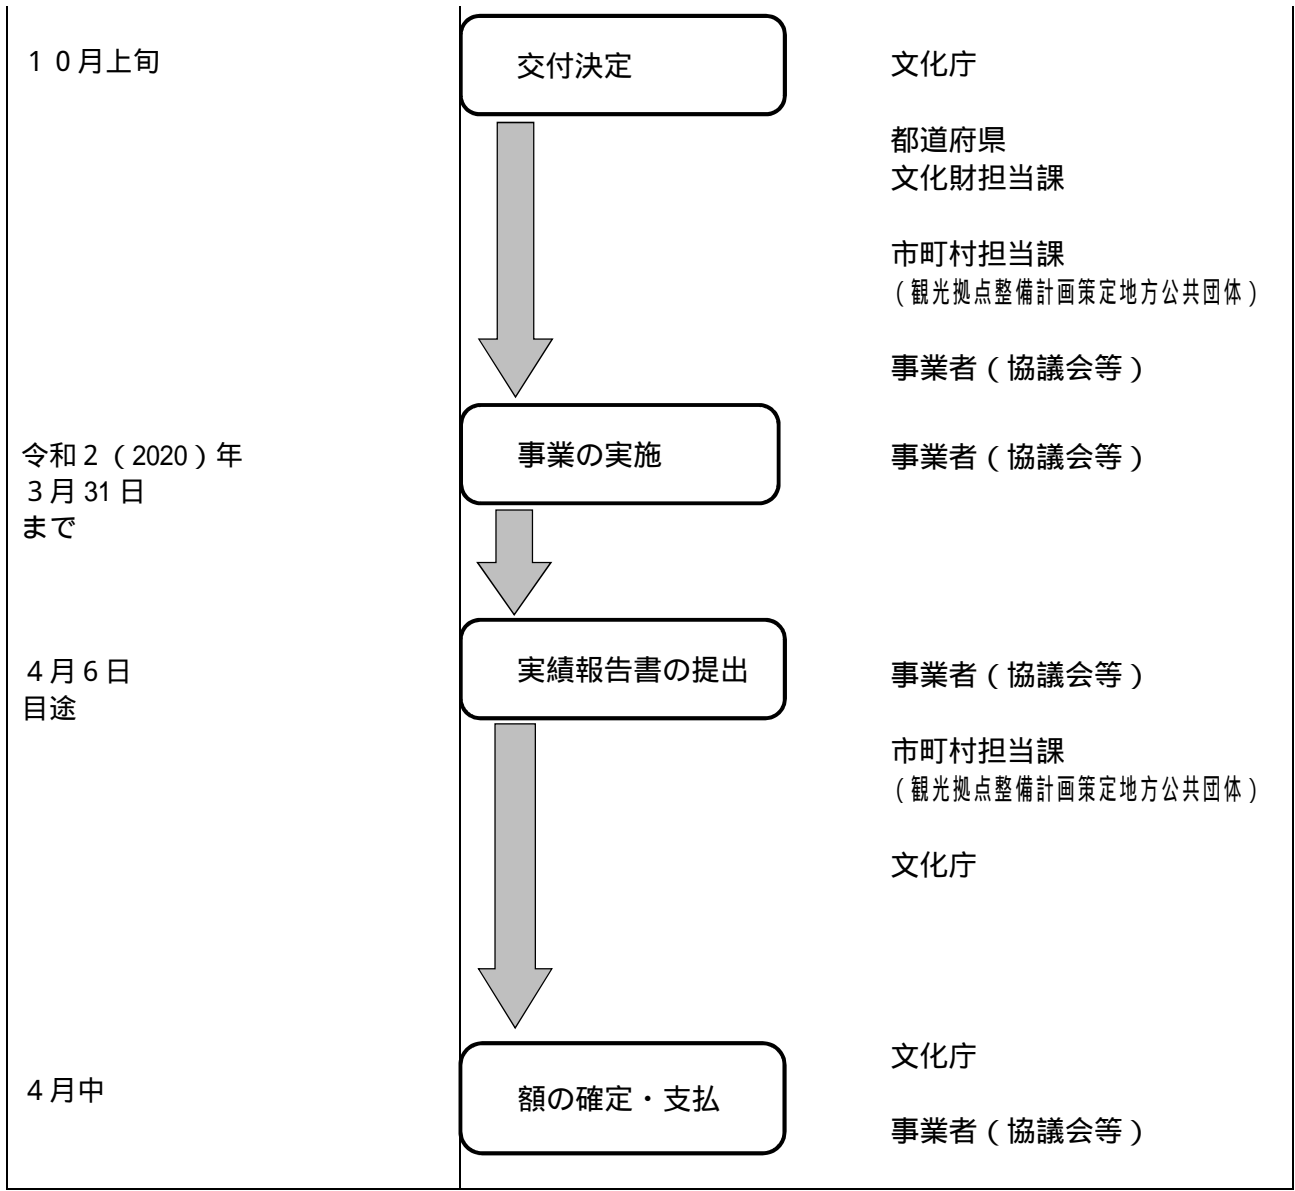 １０月上旬
交付決定
文化庁
都道府県
文化財担当課
市町村担当課
（観光拠点整備計画策定地方公共団体）
事業者（協議会等）
令和２（2020）年
３月31日
まで
事業の実施
事業者（協議会等）
４月６日
目途
実績報告書の提出
事業者（協議会等）
市町村担当課
（観光拠点整備計画策定地方公共団体）
文化庁
４月中
額の確定・支払
文化庁
事業者（協議会等）